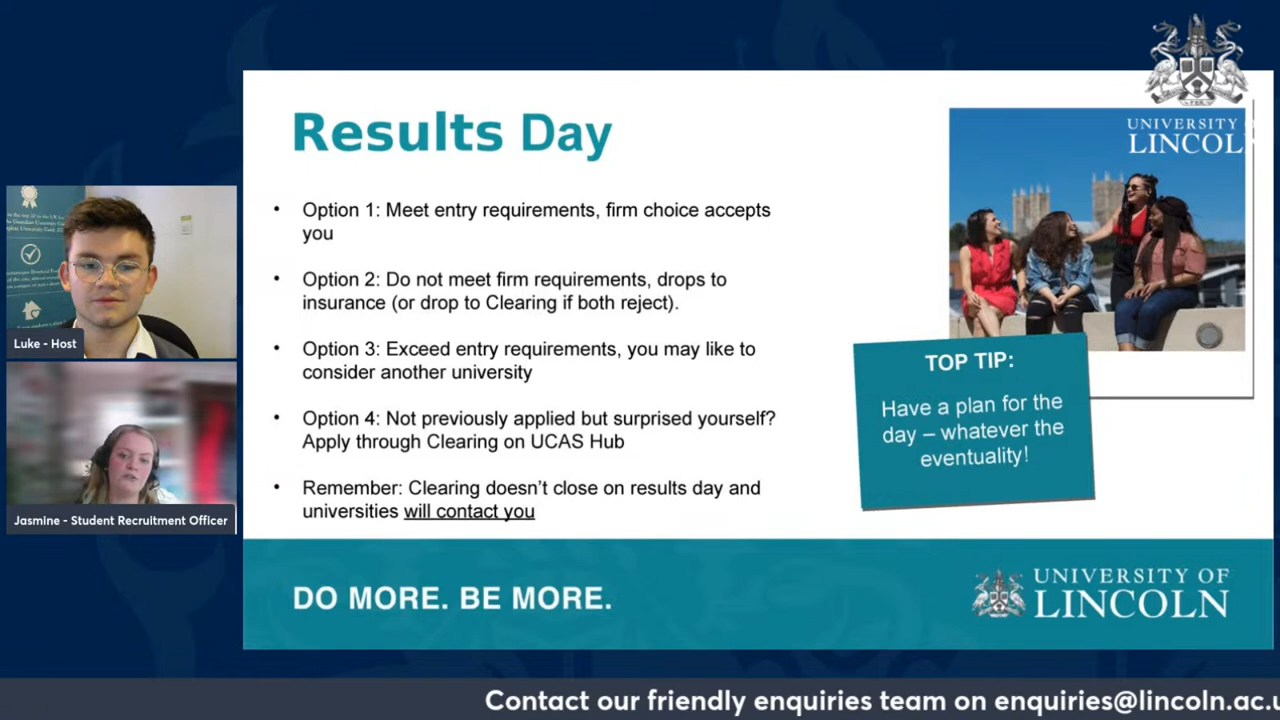 UNIVERSITY
LINCOL
Results Day
• Option 1: Meet entry requirements, firm choice accepts
you
• Option 2: Do not meet firm requirements, drops to
insurance (or drop to Clearing if both reject).
• Option 3: Exceed entry requirements, you may like to
consider another university
• Option 4: Not previously applied but surprised yourself?
Apply through Clearing on UCAS Hub
• Remember: Clearing doesn’t close on results day and
universities will contact you
TOP TIP:
Have a plan for the
day – whatever the
eventuality!
Luke - Host
Jasmine - Student Recruitment Officer
DO MORE. BE MORE.
UNIVERSITY OF
LINCOLN
Contact our friendly enquiries team on enquiries@lincoln.ac.u